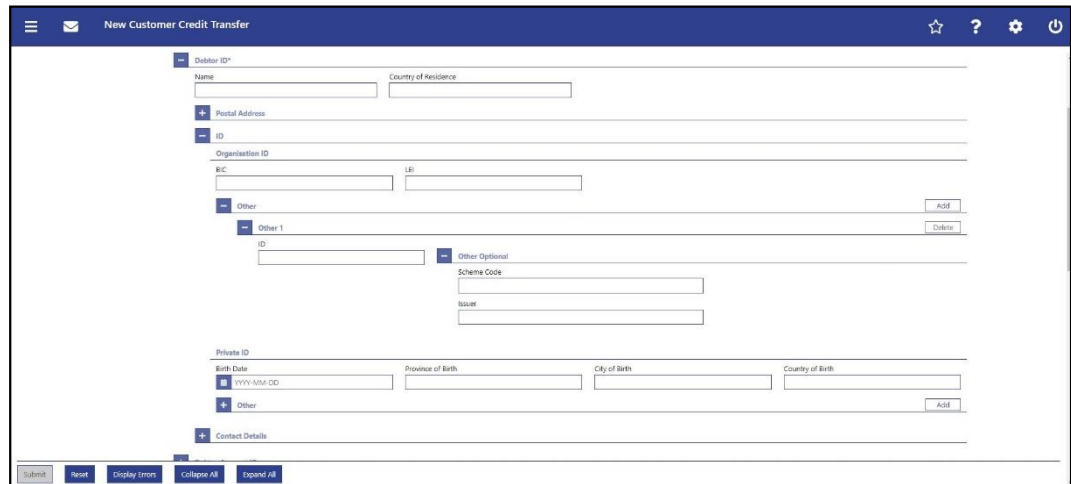 New Customer Credit Transfer
Debtor ID*
Name Country of Residence
Postal Address
ID
Organisation ID
BIC LEI
Other Add
Other 1 Delete
ID Other Optional
Scheme Code
Issuer
Private ID
Birth Date Province of Birth City of Birth Country of Birth
YYYY-MM-DD
Other Add
Contact Details
Submit Reset Display Errors Collapse All Expand All